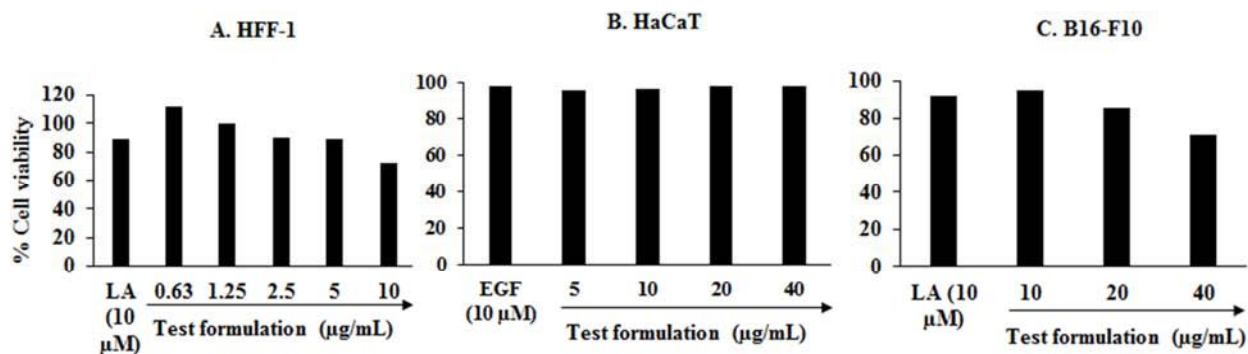 A. HFF-1
% Cell viability
120
100
80
60
40
20
0
LA (10 µM)
0.63 1.25 2.5 5 10
Test formulation (µg/mL)
B. HaCaT
100
80
60
40
20
0
EGF (10 µM)
5 10 20 40
Test formulation (µg/mL)
C. B16-F10
100
80
60
40
20
0
LA (10 µM)
10 20 40
Test formulation (µg/mL)